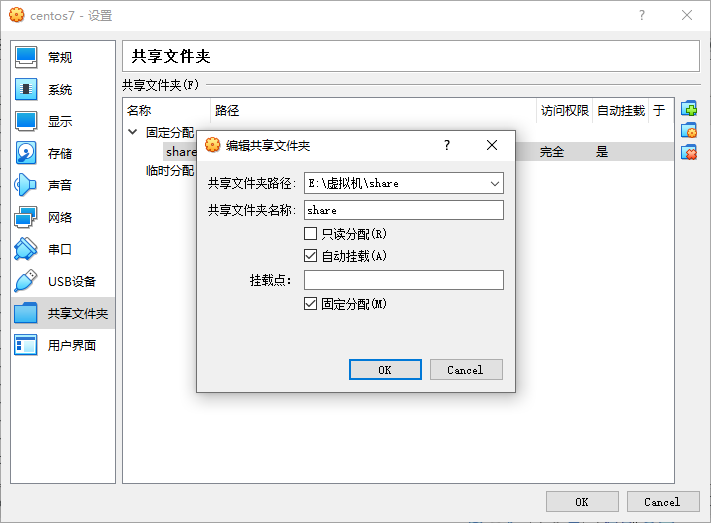 centos7 - 设置
常规
系统
显示
存储
声音
网络
串口
USB设备
共享文件夹
用户界面
共享文件夹
共享文件夹(F)
名称 路径 访问权限 自动挂载 于
固定分配
share 完全 是
临时分配
编辑共享文件夹
共享文件夹路径: E:\虚拟机\share
共享文件夹名称: share
只读分配(R)
自动挂载(A)
挂载点:
固定分配(M)
OK Cancel
OK Cancel